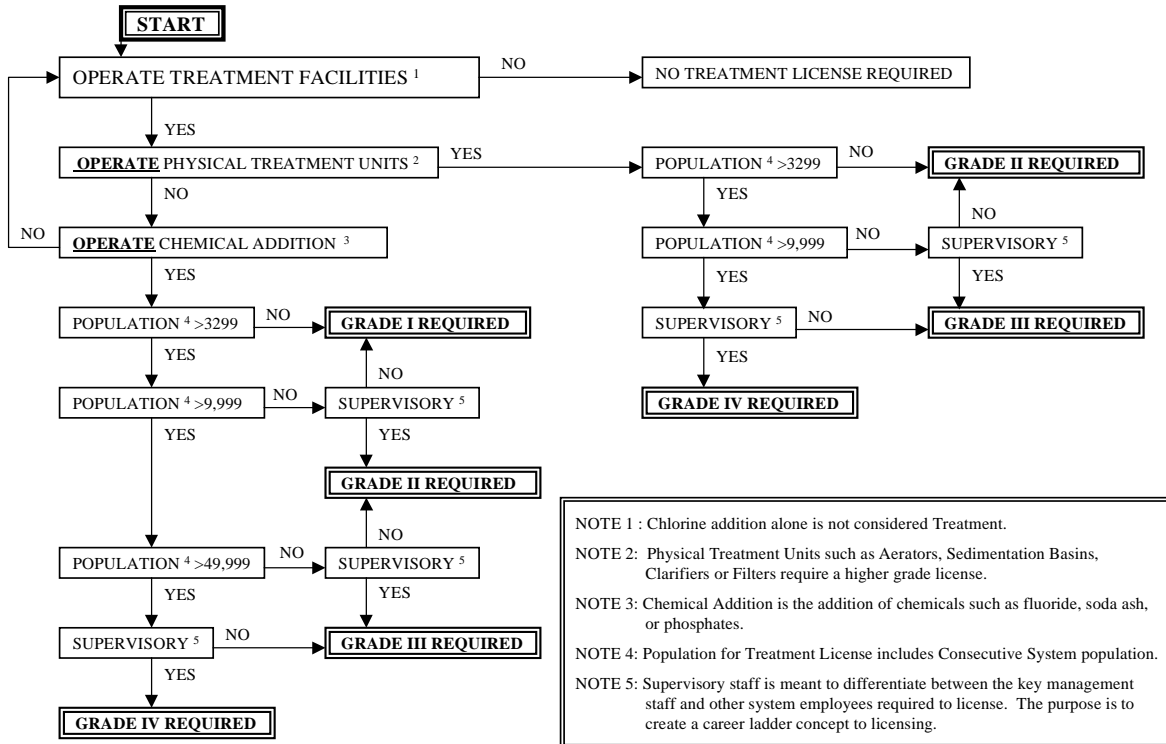 START
OPERATE TREATMENT FACILITIES 1
NO
NO TREATMENT LICENSE REQUIRED
YES
OPERATE PHYSICAL TREATMENT UNITS 2
YES
POPULATION 4 >3299
NO
GRADE II REQUIRED
NO
YES
NO
NO
OPERATE CHEMICAL ADDITION 3
POPULATION 4 >9,999
NO
SUPERVISORY 5
YES
YES
YES
POPULATION 4 >3299
NO
GRADE I REQUIRED
SUPERVISORY 5
NO
GRADE III REQUIRED
YES
YES
NO
POPULATION 4 >9,999
NO
SUPERVISORY 5
GRADE IV REQUIRED
YES
YES
GRADE II REQUIRED
NO
POPULATION 4 >49,999
NO
SUPERVISORY 5
YES
YES
SUPERVISORY 5
NO
GRADE III REQUIRED
YES
GRADE IV REQUIRED
NOTE 1 : Chlorine addition alone is not considered Treatment.
NOTE 2: Physical Treatment Units such as Aerators, Sedimentation Basins,
Clarifiers or Filters require a higher grade license.
NOTE 3: Chemical Addition is the addition of chemicals such as fluoride, soda ash,
or phosphates.
NOTE 4: Population for Treatment License includes Consecutive System population.
NOTE 5: Supervisory staff is meant to differentiate between the key management
staff and other system employees required to license. The purpose is to
create a career ladder concept to licensing.